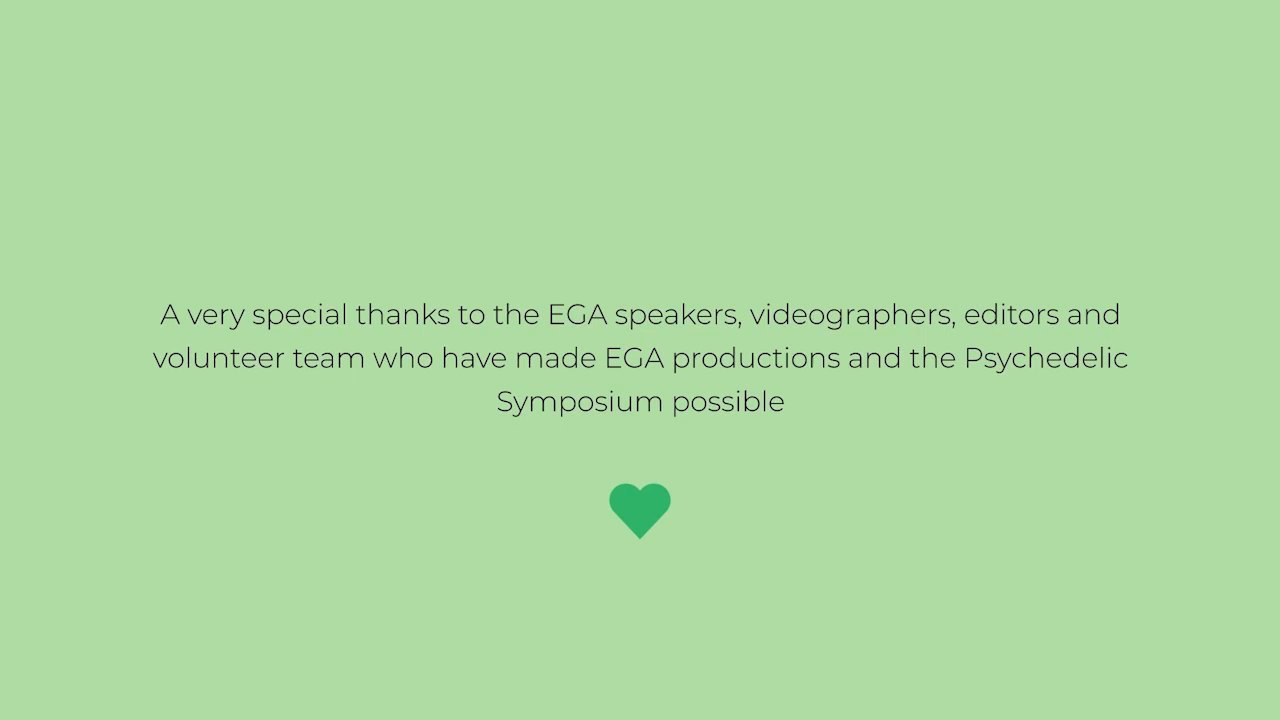 A very special thanks to the EGA speakers, videographers, editors and
volunteer team who have made EGA productions and the Psychedelic
Symposium possible